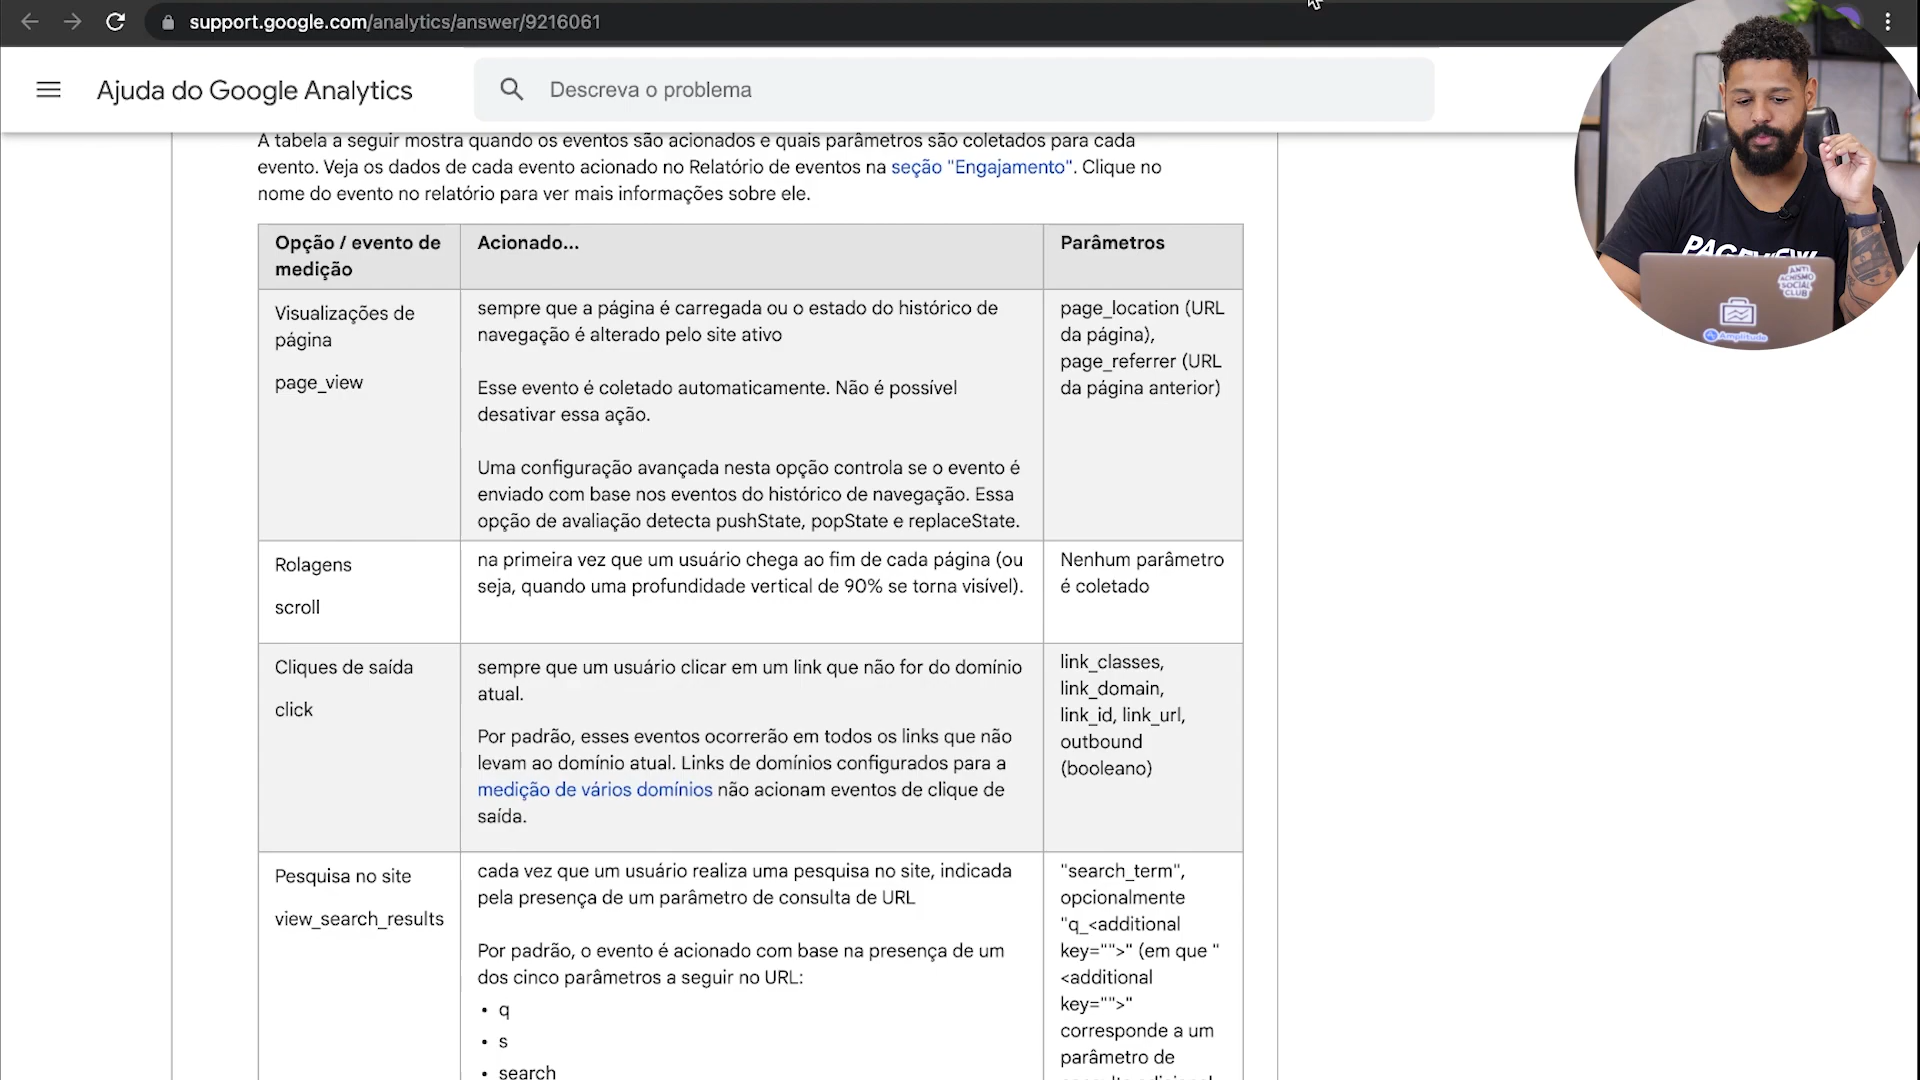 support.google.com/analytics/answer/9216061
Ajuda do Google Analytics
Descreva o problema
A tabela a seguir mostra quando os eventos são acionados e quais parâmetros são coletados para cada
evento. Veja os dados de cada evento acionado no Relatório de eventos na seção "Engajamento". Clique no
nome do evento no relatório para ver mais informações sobre ele.
Opção / evento de
medição
Acionado...
Parâmetros
Visualizações de
página
page_view
sempre que a página é carregada ou o estado do histórico de
navegação é alterado pelo site ativo
Esse evento é coletado automaticamente. Não é possível
desativar essa ação.
Uma configuração avançada nesta opção controla se o evento é
enviado com base nos eventos do histórico de navegação. Essa
opção de avaliação detecta pushState, popState e replaceState.
page_location (URL
da página),
page_referrer (URL
da página anterior)
Rolagens
scroll
na primeira vez que um usuário chega ao fim de cada página (ou
seja, quando uma profundidade vertical de 90% se torna visível).
Nenhum parâmetro
é coletado
Cliques de saída
click
sempre que um usuário clicar em um link que não for do domínio
atual.
Por padrão, esses eventos ocorrerão em todos os links que não
levam ao domínio atual. Links de domínios configurados para a
medição de vários domínios não acionam eventos de clique de
saída.
link_classes,
link_domain,
link_id, link_url,
outbound
(booleano)
Pesquisa no site
view_search_results
cada vez que um usuário realiza uma pesquisa no site, indicada
pela presença de um parâmetro de consulta de URL
Por padrão, o evento é acionado com base na presença de um
dos cinco parâmetros a seguir no URL:
• q
• s
• search
"search_term",
opcionalmente
"q_<additional
key="">" (em que "
<additional
key="">"
corresponde a um
parâmetro de
PAGEVIEW
ANTI
ACHISMO
SOCIAL
CLUB
Amplitude